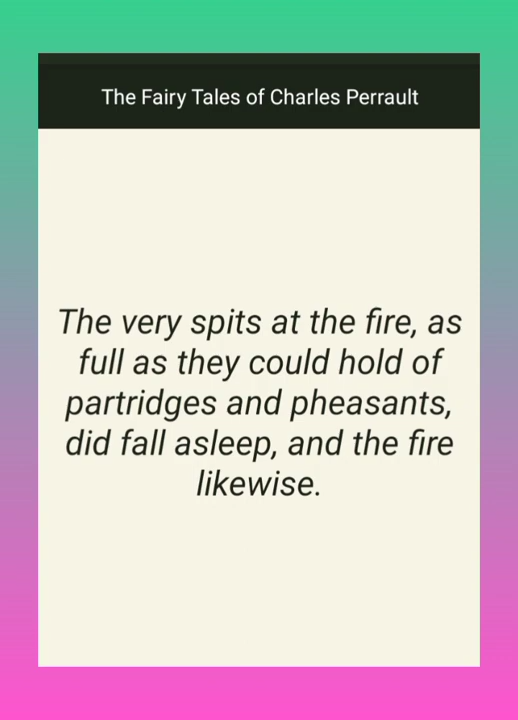 The Fairy Tales of Charles Perrault
The very spits at the fire, as
full as they could hold of
partridges and pheasants,
did fall asleep, and the fire
likewise.